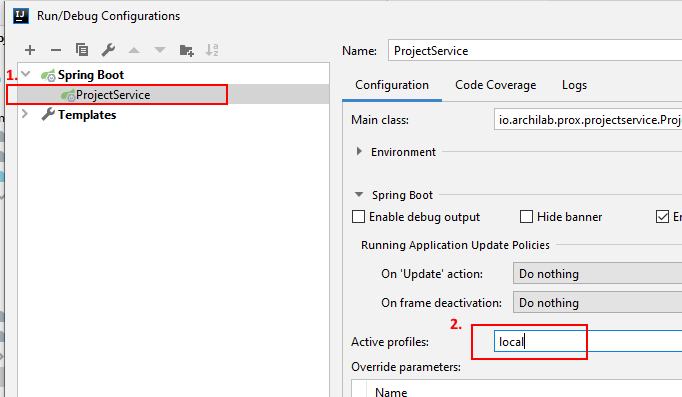 IJ Run/Debug Configurations
Name: ProjectService
1. Spring Boot
ProjectService
Templates
Configuration Code Coverage Logs
Main class: io.archilab.prox.projectservice.Proj
Environment
Spring Boot
Enable debug output Hide banner
Running Application Update Policies
On 'Update' action: Do nothing
On frame deactivation: Do nothing
2.
Active profiles: local
Override parameters:
Name